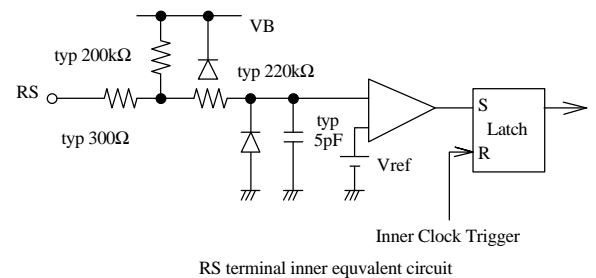 VB
typ 200kΩ
typ 220kΩ
RS
typ 300Ω
typ
5pF
Vref
S
Latch
R
Inner Clock Trigger
RS terminal inner equvalent circuit